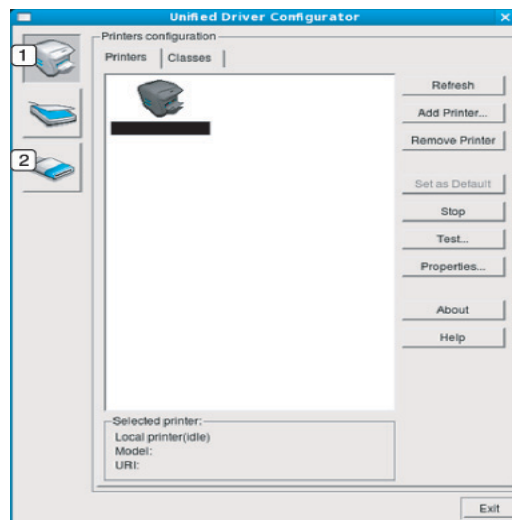 Unified Driver Configurator
Printers configuration
1
Printers
Classes
Refresh
Add Printer...
Remove Printer
2
Set as Default
Stop
Test...
Properties...
About
Help
Selected printer:
Local printer(idle)
Model:
URI:
Exit